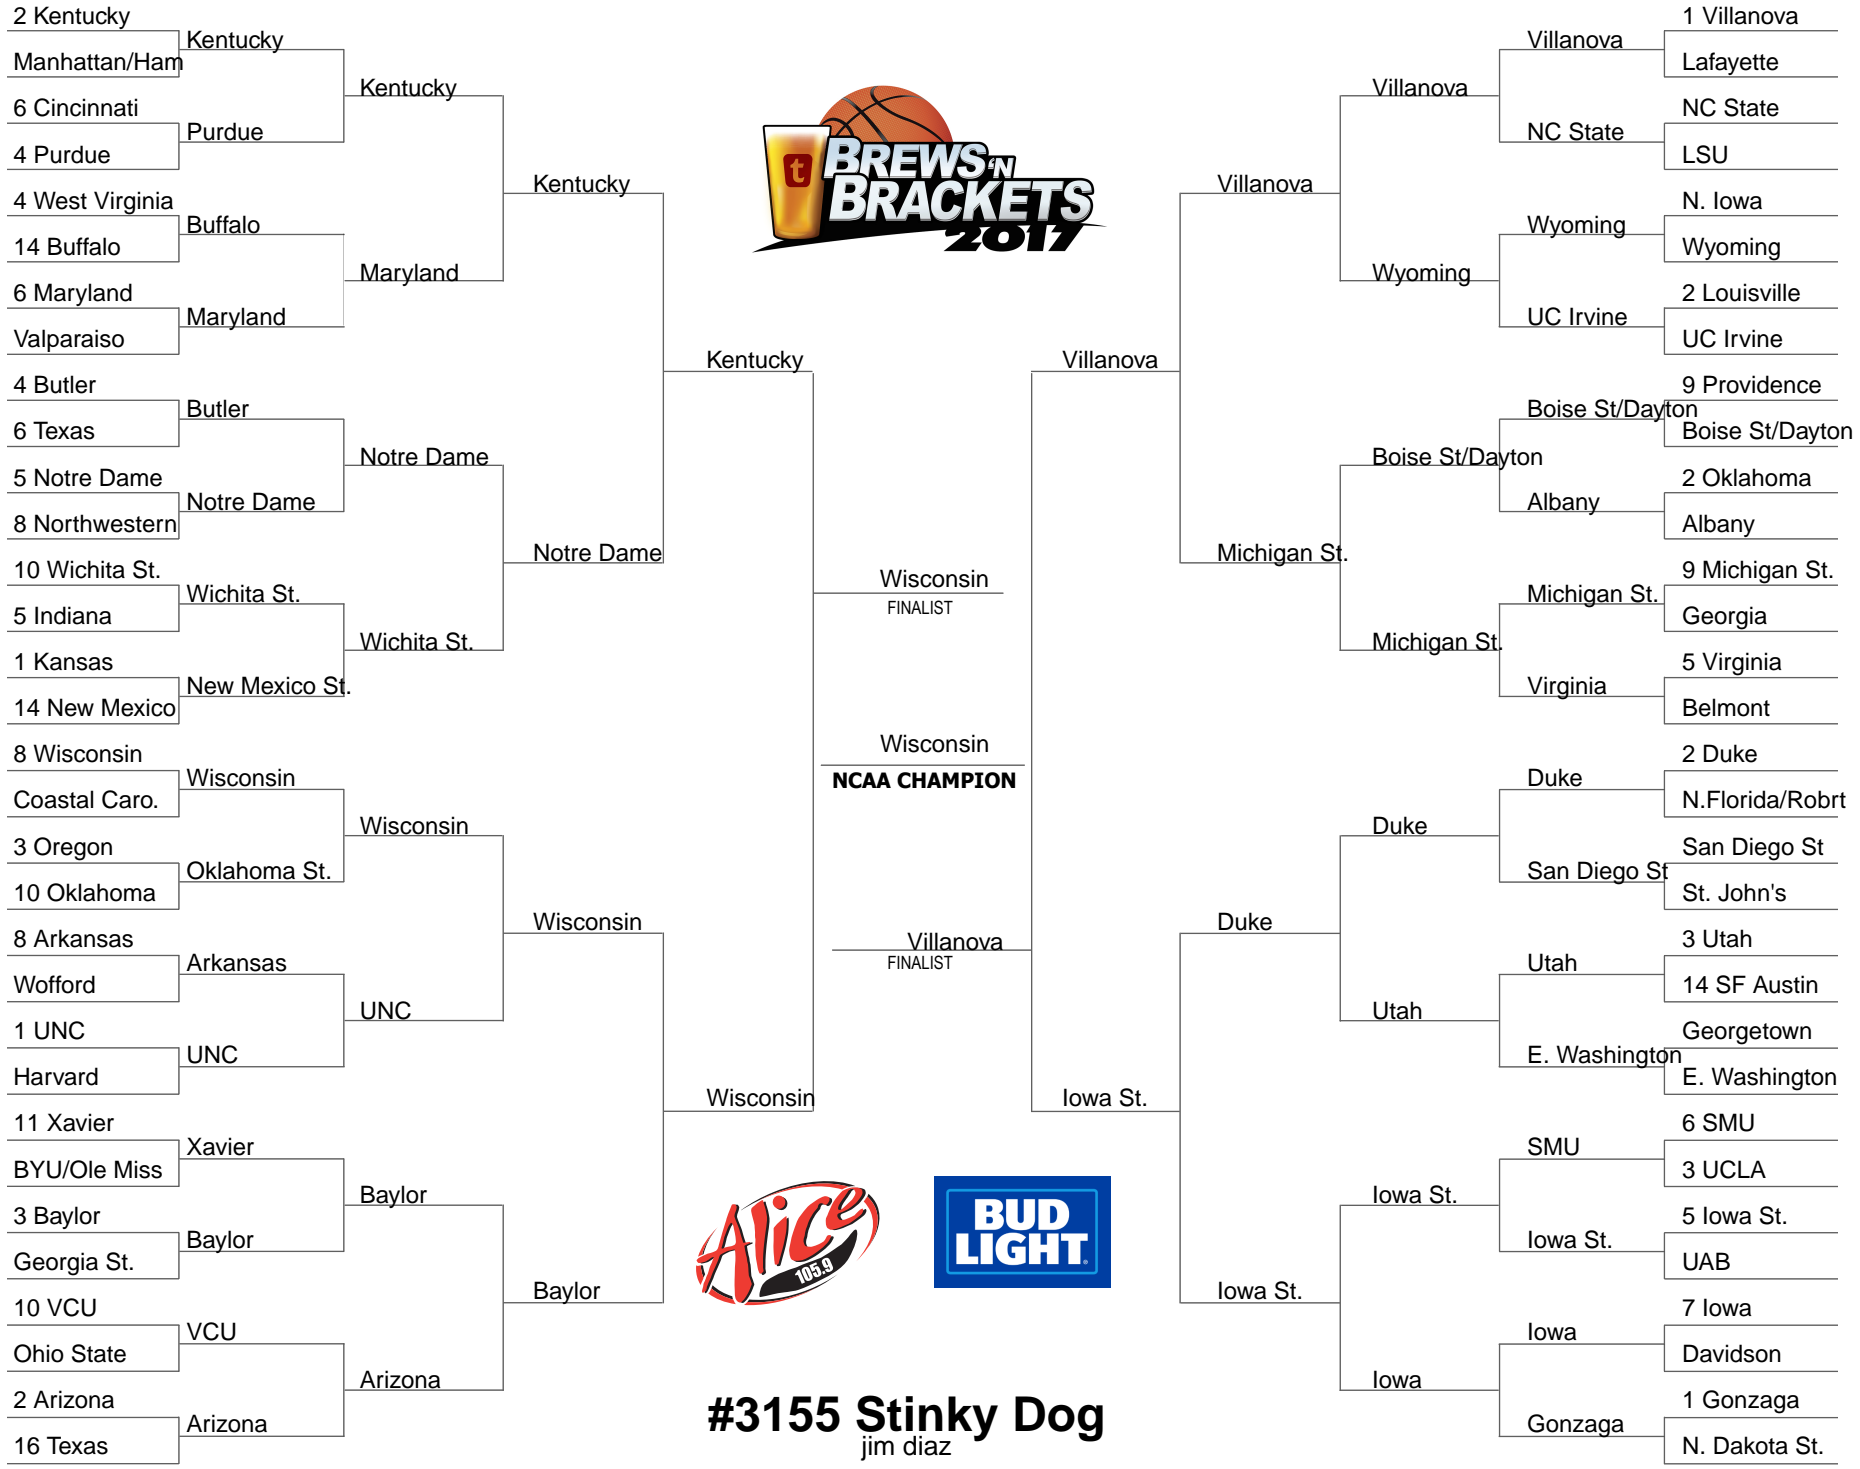 2 Kentucky
Manhattan/Ham
6 Cincinnati
4 Purdue
4 West Virginia
14 Buffalo
6 Maryland
Valparaiso
4 Butler
6 Texas
5 Notre Dame
8 Northwestern
10 Wichita St.
5 Indiana
1 Kansas
14 New Mexico
8 Wisconsin
Coastal Caro.
3 Oregon
10 Oklahoma
8 Arkansas
Wofford
1 UNC
Harvard
11 Xavier
BYU/Ole Miss
3 Baylor
Georgia St.
10 VCU
Ohio State
2 Arizona
16 Texas
Kentucky
Purdue
Buffalo
Maryland
Butler
Notre Dame
Wichita St.
New Mexico St.
Wisconsin
Oklahoma St.
Arkansas
UNC
Xavier
Baylor
VCU
Arizona
Kentucky
Maryland
Notre Dame
Wichita St.
Wisconsin
UNC
Baylor
Arizona
Kentucky
Notre Dame
Wisconsin
Baylor
Kentucky
Wisconsin
t
BREWS 'N
BRACKETS
2017
Wisconsin
FINALIST
Wisconsin
NCAA CHAMPION
Villanova
FINALIST
Alice
105.9
BUD
LIGHT
#3155 Stinky Dog
jim diaz
Villanova
Iowa St.
Villanova
Michigan St.
Duke
Iowa St.
Villanova
Wyoming
Boise St/Dayton
Michigan St.
Duke
Utah
Iowa St.
Iowa
Villanova
NC State
Wyoming
UC Irvine
Boise St/Dayton
Albany
Michigan St.
Virginia
Duke
San Diego St
Utah
E. Washington
SMU
Iowa St.
Iowa
Gonzaga
1 Villanova
Lafayette
NC State
LSU
N. Iowa
Wyoming
2 Louisville
UC Irvine
9 Providence
Boise St/Dayton
2 Oklahoma
Albany
9 Michigan St.
Georgia
5 Virginia
Belmont
2 Duke
N.Florida/Robrt
San Diego St
St. John's
3 Utah
14 SF Austin
Georgetown
E. Washington
6 SMU
3 UCLA
5 Iowa St.
UAB
7 Iowa
Davidson
1 Gonzaga
N. Dakota St.